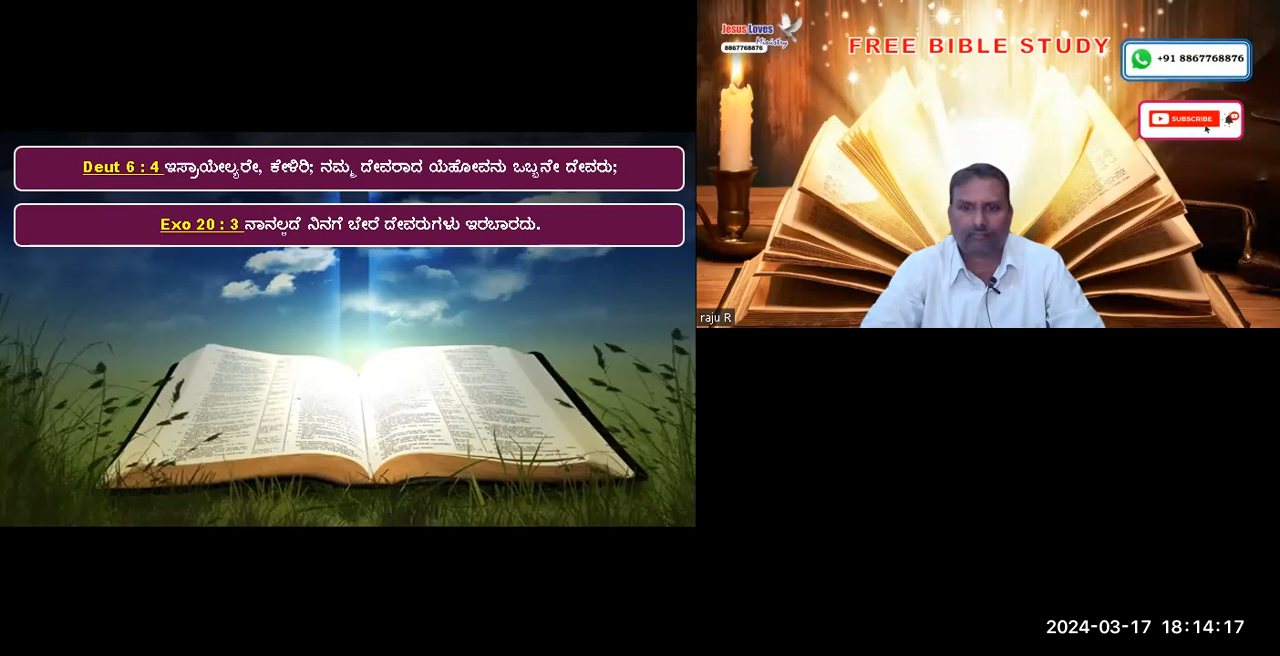 Deut 6 : 4 ಇಸ್ರಾಯೇಲ್ಯರೇ, ಕೇಳಿರಿ; ನಮ್ಮ ದೇವರಾದ ಯೆಹೋವನು ಒಬ್ಬನೇ ದೇವರು;
Exo 20 : 3 ನಾನಲ್ಲದೆ ನಿನಗೆ ಬೇರೆ ದೇವರುಗಳು ಇರಬಾರದು.
Jesus Loves
Ministry
8867768876
FREE BIBLE STUDY
+91 8867768876
SUBSCRIBE
raju R
2024-03-17 18:14:17